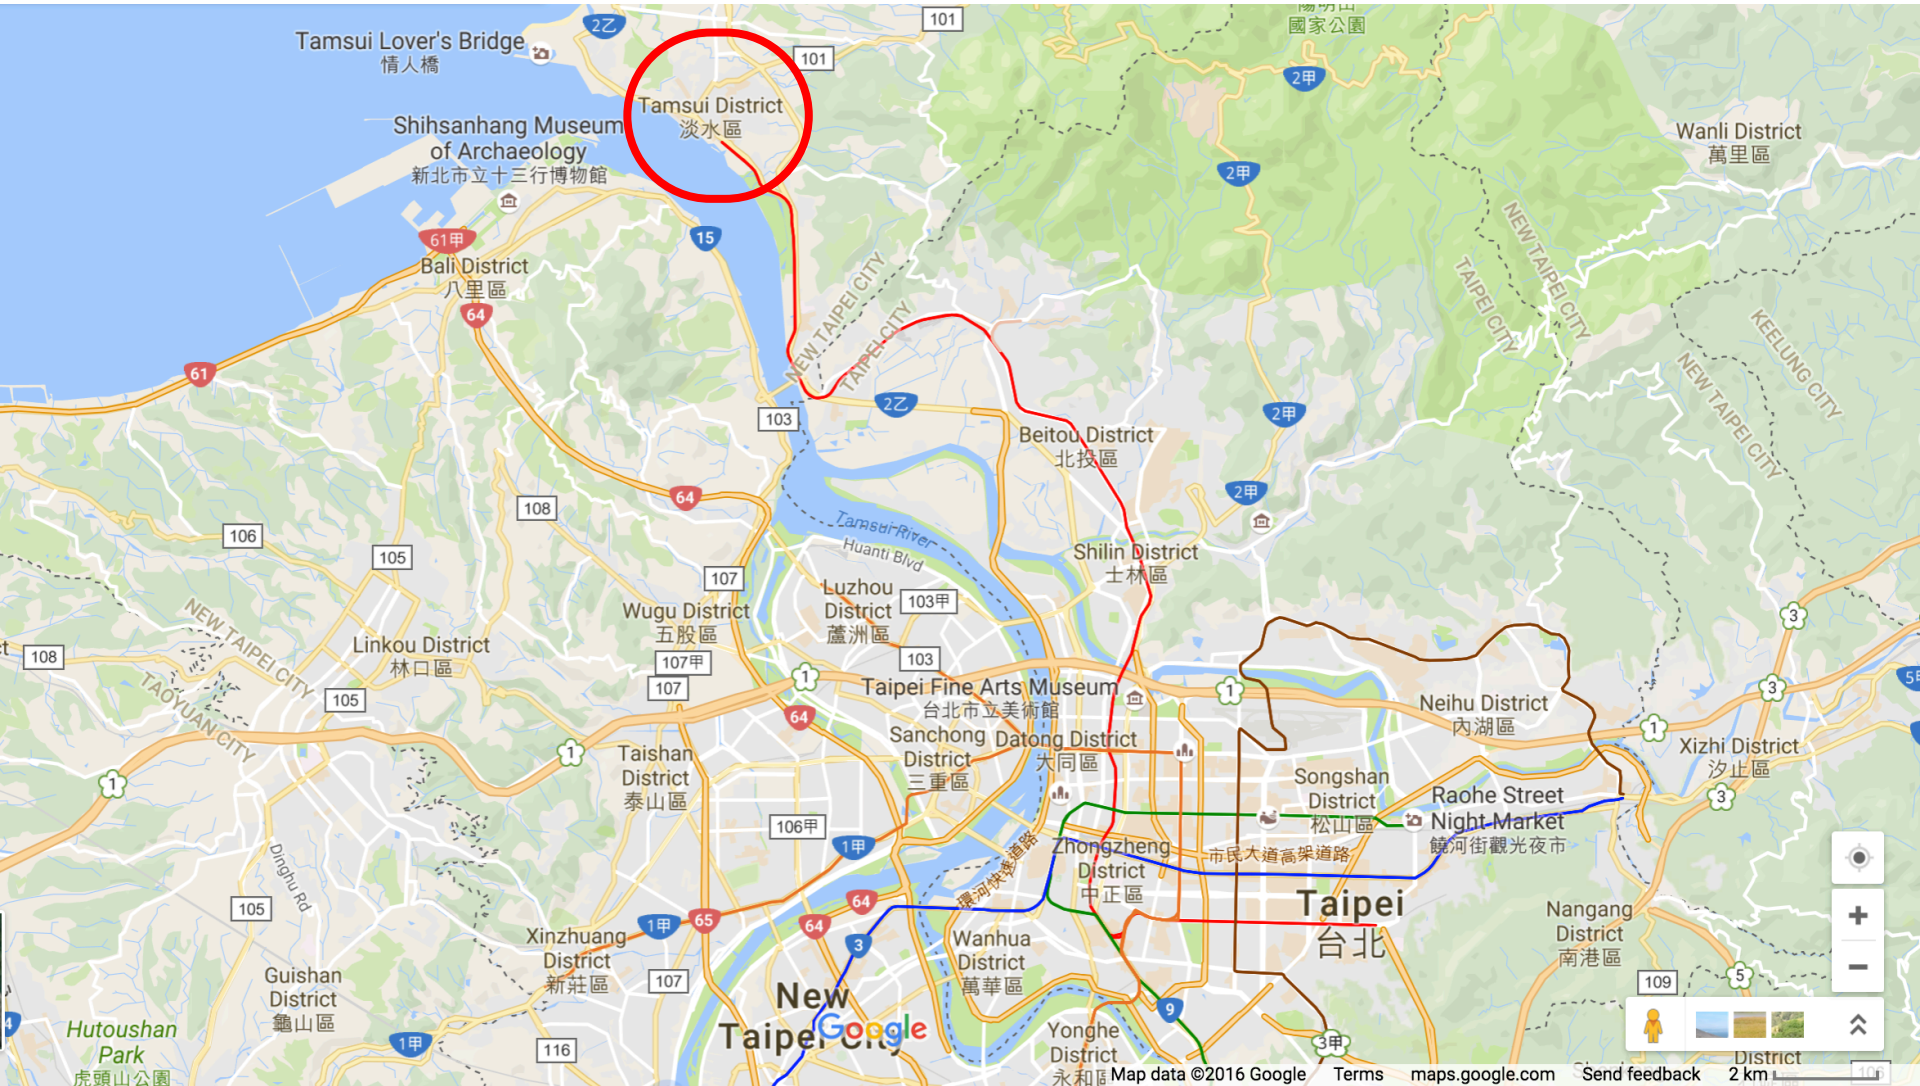 陽明山
國家公園
101
2乙
Tamsui Lover's Bridge
情人橋
101
2甲
Tamsui District
淡水區
Shihsanhang Museum
of Archaeology
新北市立十三行博物館
Wanli District
萬里區
2甲
61甲
15
Bali District
八里區
NEW TAIPEI CITY
TAIPEI CITY
NEW TAIPEI CITY
TAIPEI CITY
64
KEELUNG CITY
NEW TAIPEI CITY
61
2乙
103
2甲
Beitou District
北投區
64
2甲
108
106
Tamsui River
Huanti Blvd
105
Shilin District
士林區
107
Luzhou
District
蘆洲區
103甲
Wugu District
五股區
3
NEW TAIPEI CITY
Linkou District
林口區
108
107甲
103
1
107
Taipei Fine Arts Museum
台北市立美術館
1
3
5甲
TAOYUAN CITY
105
Neihu District
內湖區
64
1
Sanchong
District
三重區
Datong District
大同區
Taishan
District
泰山區
1
Xizhi District
汐止區
1
Songshan
District
松山區
Raohe Street
Night Market
饒河街觀光夜市
3
106甲
1甲
Zhongzheng
District
中正區
市民大道高架道路
環河快速道路
Dinghu Rd
105
64
Taipei
台北
1甲
65
64
3
Nangang
District
南港區
Xinzhuang
District
新莊區
Wanhua
District
萬華區
Guishan
District
龜山區
107
109
5
New
Taipei City
9
4
Hutoushan
Park
虎頭山公園
1甲
116
Google
Yonghe
District
永和區
3甲
District
106
Map data ©2016 Google Terms maps.google.com Send feedback 2 km